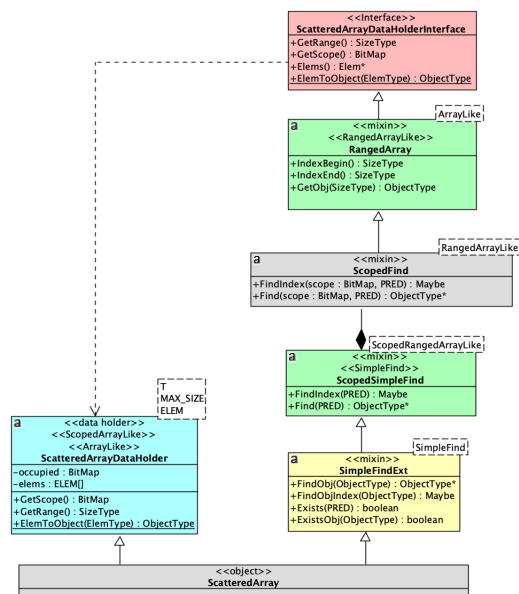 <<Interface>>
ScatteredArrayDataHolderInterface
+GetRange() : SizeType
+GetScope() : BitMap
+Elems() : Elem*
+ElemToObject(ElemType) : ObjectType
ArrayLike
a
<<mixin>>
<<RangedArrayLike>>
RangedArray
+IndexBegin() : SizeType
+IndexEnd() : SizeType
+GetObj(SizeType) : ObjectType
RangedArrayLike
a
<<mixin>>
ScopedFind
+FindIndex(scope : BitMap, PRED) : Maybe
+Find(scope : BitMap, PRED) : ObjectType*
ScopedRangedArrayLike
a
<<mixin>>
<<SimpleFind>>
ScopedSimpleFind
+FindIndex(PRED) : Maybe
+Find(PRED) : ObjectType*
T
MAX_SIZE
ELEM
a
<<data holder>>
<<ScopedArrayLike>>
<<ArrayLike>>
ScatteredArrayDataHolder
-occupied : BitMap
-elems : ELEM[]
+GetScope() : BitMap
+GetRange() : SizeType
+ElemToObject(ElemType) : ObjectType
SimpleFind
a
<<mixin>>
SimpleFindExt
+FindObj(ObjectType) : ObjectType*
+FindObjIndex(ObjectType) : Maybe
+Exists(PRED) : boolean
+ExistsObj(ObjectType) : boolean
<<object>>
ScatteredArray